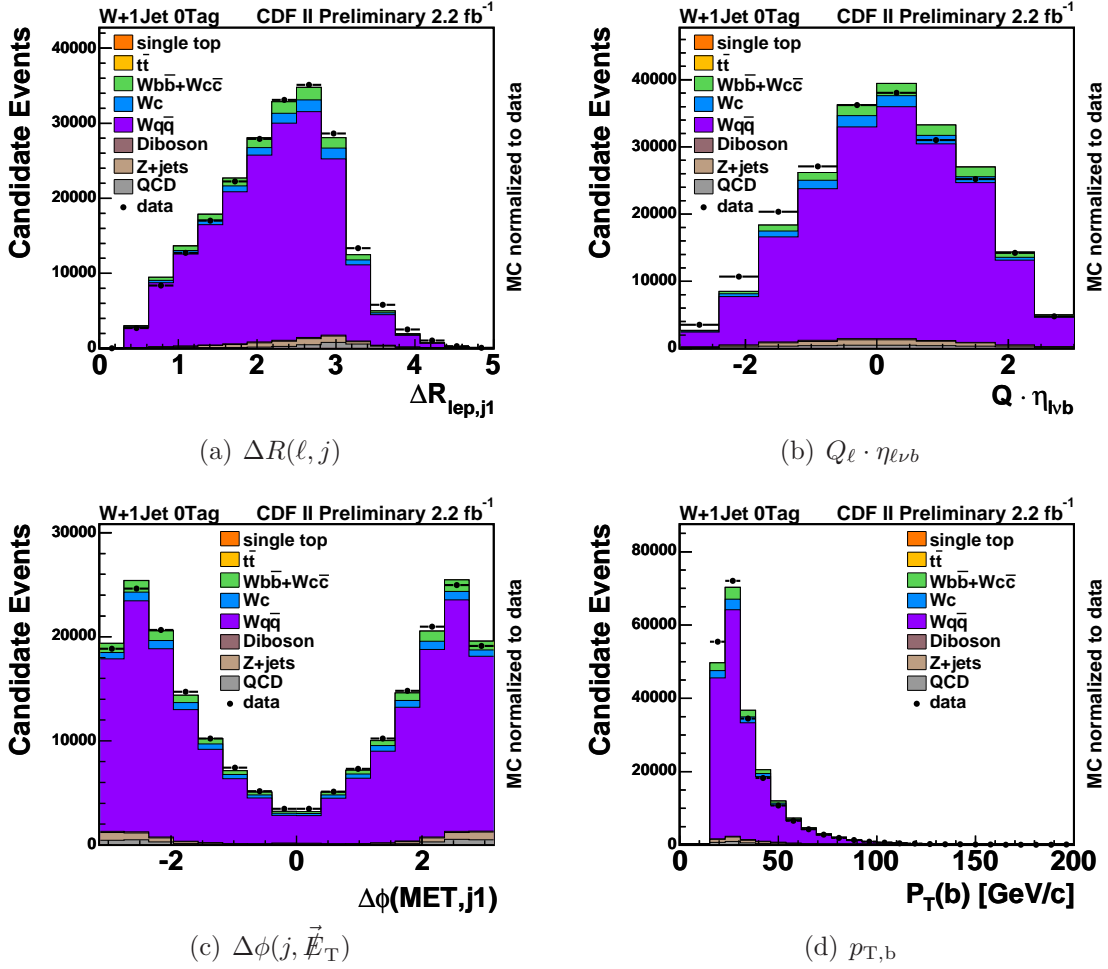 W+1Jet 0Tag CDF II Preliminary 2.2 fb⁻¹
Candidate Events
40000
30000
20000
10000
0
single top
tt̄
Wbb̄+Wcc̄
Wc
Wqq̄
Diboson
Z+jets
QCD
data
MC normalized to data
0 1 2 3 4 5
ΔR_lep,j1
(a) ΔR(ℓ, j)
W+1Jet 0Tag CDF II Preliminary 2.2 fb⁻¹
Candidate Events
40000
30000
20000
10000
0
single top
tt̄
Wbb̄+Wcc̄
Wc
Wqq̄
Diboson
Z+jets
QCD
data
MC normalized to data
-2 0 2
Q · η_lνb
(b) Q_ℓ · η_ℓνb
W+1Jet 0Tag CDF II Preliminary 2.2 fb⁻¹
Candidate Events
30000
20000
10000
0
single top
tt̄
Wbb̄+Wcc̄
Wc
Wqq̄
Diboson
Z+jets
QCD
data
MC normalized to data
-2 0 2
Δϕ(MET,j1)
(c) Δϕ(j, E̸⃗_T)
W+1Jet 0Tag CDF II Preliminary 2.2 fb⁻¹
Candidate Events
80000
60000
40000
20000
0
single top
tt̄
Wbb̄+Wcc̄
Wc
Wqq̄
Diboson
Z+jets
QCD
data
MC normalized to data
0 50 100 150 200
P_T(b) [GeV/c]
(d) p_T,b